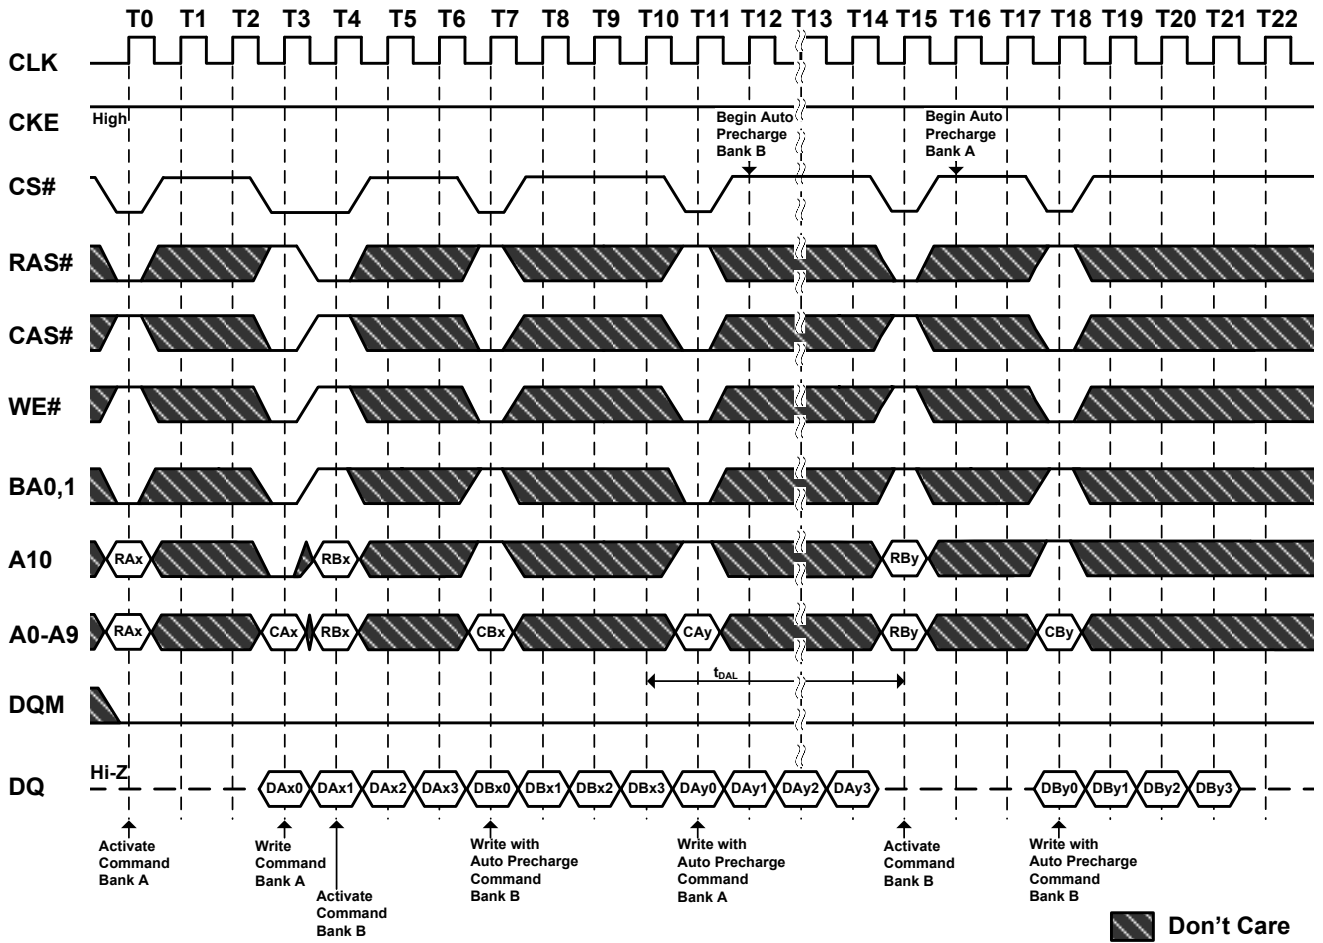 T0 T1 T2 T3 T4 T5 T6 T7 T8 T9 T10 T11 T12 T13 T14 T15 T16 T17 T18 T19 T20 T21 T22
CLK
CKE
High
Begin Auto
Precharge
Bank B
Begin Auto
Precharge
Bank A
CS#
RAS#
CAS#
WE#
BA0,1
A10
RAx RBx RBy
A0-A9
RAx CAx RBx CBx CAy RBy CBy
tDAL
DQM
DQ
Hi-Z
DAx0 DAx1 DAx2 DAx3 DBx0 DBx1 DBx2 DBx3 DAy0 DAy1 DAy2 DAy3 DBy0 DBy1 DBy2 DBy3
Activate
Command
Bank A
Write
Command
Bank A
Activate
Command
Bank B
Write with
Auto Precharge
Command
Bank B
Write with
Auto Precharge
Command
Bank A
Activate
Command
Bank B
Write with
Auto Precharge
Command
Bank B
Don't Care